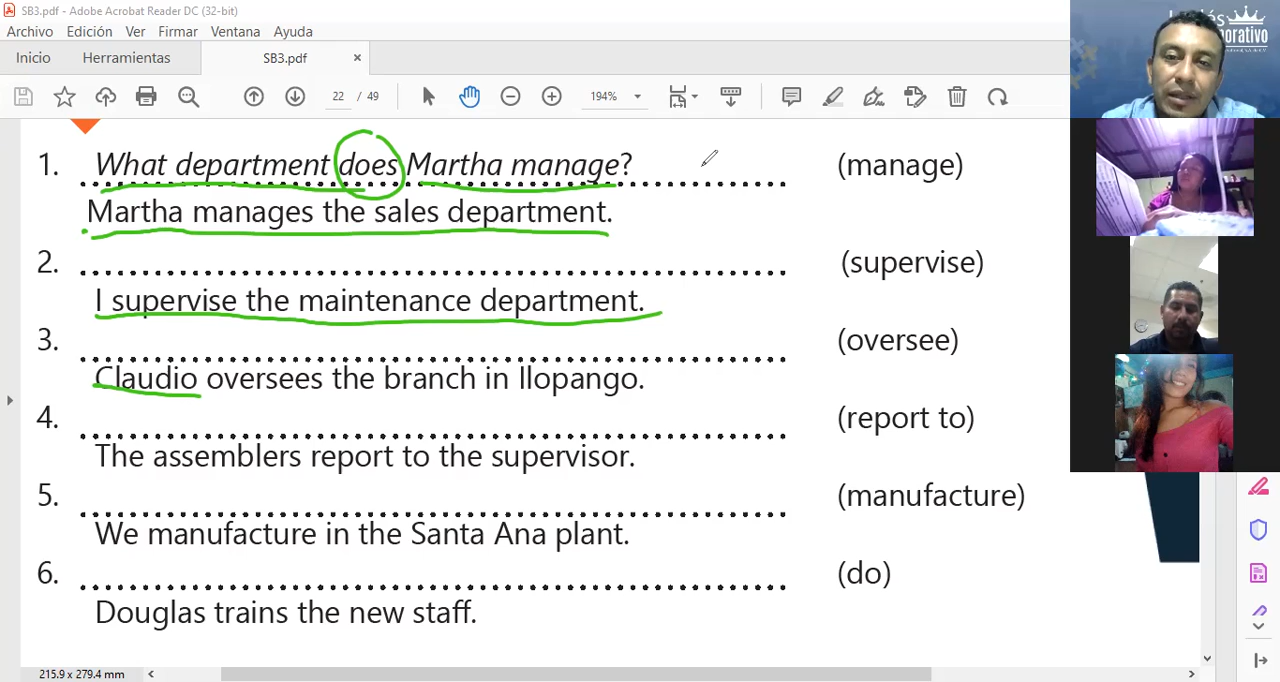 SB3.pdf - Adobe Acrobat Reader DC (32-bit)
Archivo Edición Ver Firmar Ventana Ayuda
Inicio Herramientas SB3.pdf ×
22 / 49 194%
1. What department does Martha manage? (manage)
Martha manages the sales department.
2. (supervise)
I supervise the maintenance department.
3. (oversee)
Claudio oversees the branch in Ilopango.
4. (report to)
The assemblers report to the supervisor.
5. (manufacture)
We manufacture in the Santa Ana plant.
6. (do)
Douglas trains the new staff.
215.9 x 279.4 mm